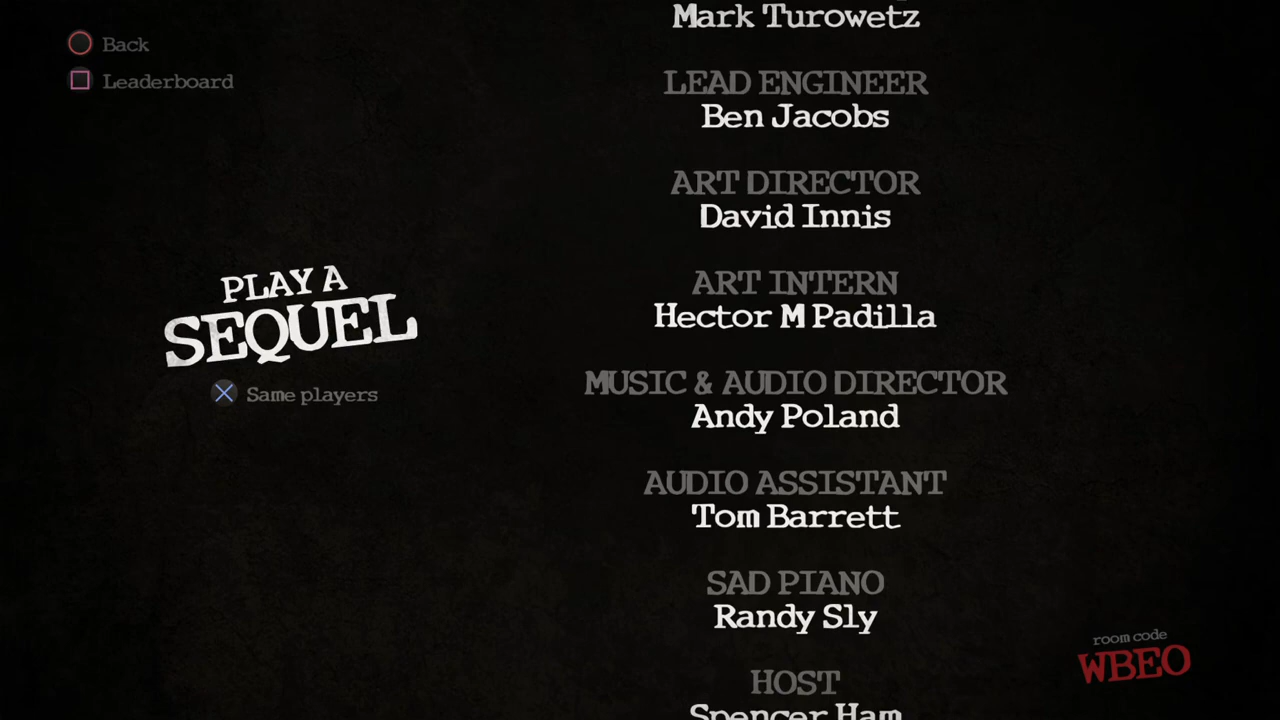 Back
Leaderboard
PLAY A
SEQUEL
Same players
Mark Turowetz
LEAD ENGINEER
Ben Jacobs
ART DIRECTOR
David Innis
ART INTERN
Hector M Padilla
MUSIC & AUDIO DIRECTOR
Andy Poland
AUDIO ASSISTANT
Tom Barrett
SAD PIANO
Randy Sly
HOST
Spencer Ham
room code
WBEO